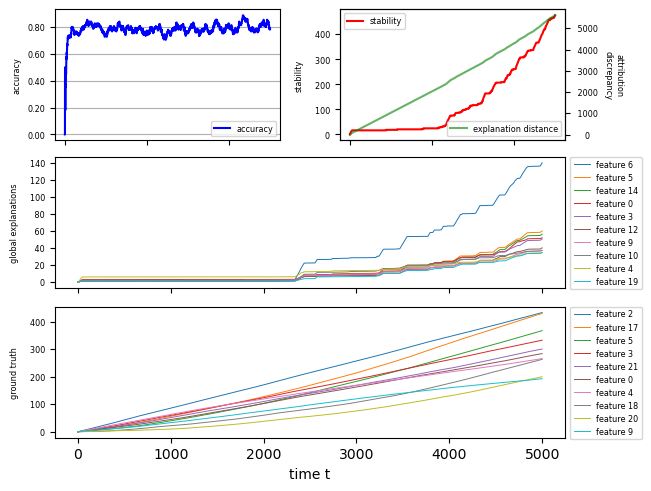 0.80
0.60
0.40
0.20
0.00
accuracy
accuracy
400
300
200
100
0
stability
stability
explanation distance
5000
4000
3000
2000
1000
0
attribution
discrepancy
140
120
100
80
60
40
20
0
global explanations
feature 6
feature 5
feature 14
feature 0
feature 3
feature 12
feature 9
feature 10
feature 4
feature 19
400
300
200
100
0
ground truth
feature 2
feature 17
feature 5
feature 3
feature 21
feature 0
feature 4
feature 18
feature 20
feature 9
0 1000 2000 3000 4000 5000
time t